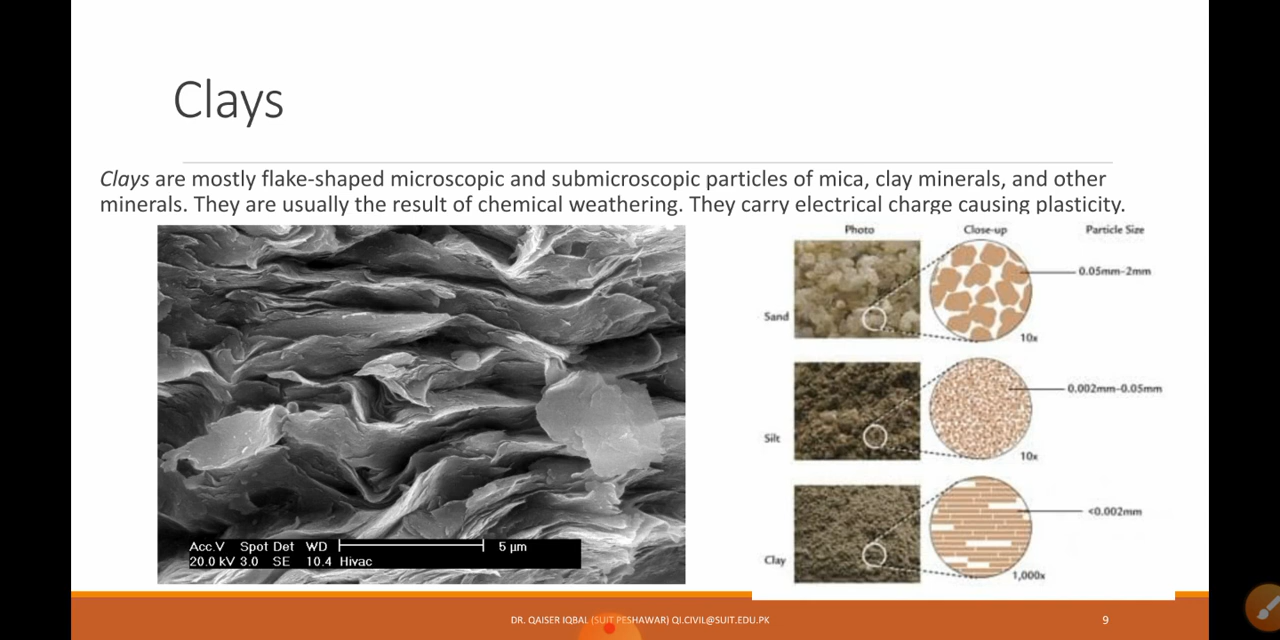 Clays
Clays are mostly flake-shaped microscopic and submicroscopic particles of mica, clay minerals, and other
minerals. They are usually the result of chemical weathering. They carry electrical charge causing plasticity.
Photo Close-up Particle Size
0.05mm-2mm
Sand
10x
0.002mm-0.05mm
Silt
10x
<0.002mm
Clay
1,000x
Acc.V Spot Det WD 5 µm
20.0 kV 3.0 SE 10.4 Hivac
DR. QAISER IQBAL (SUIT PESHAWAR) QI.CIVIL@SUIT.EDU.PK
9